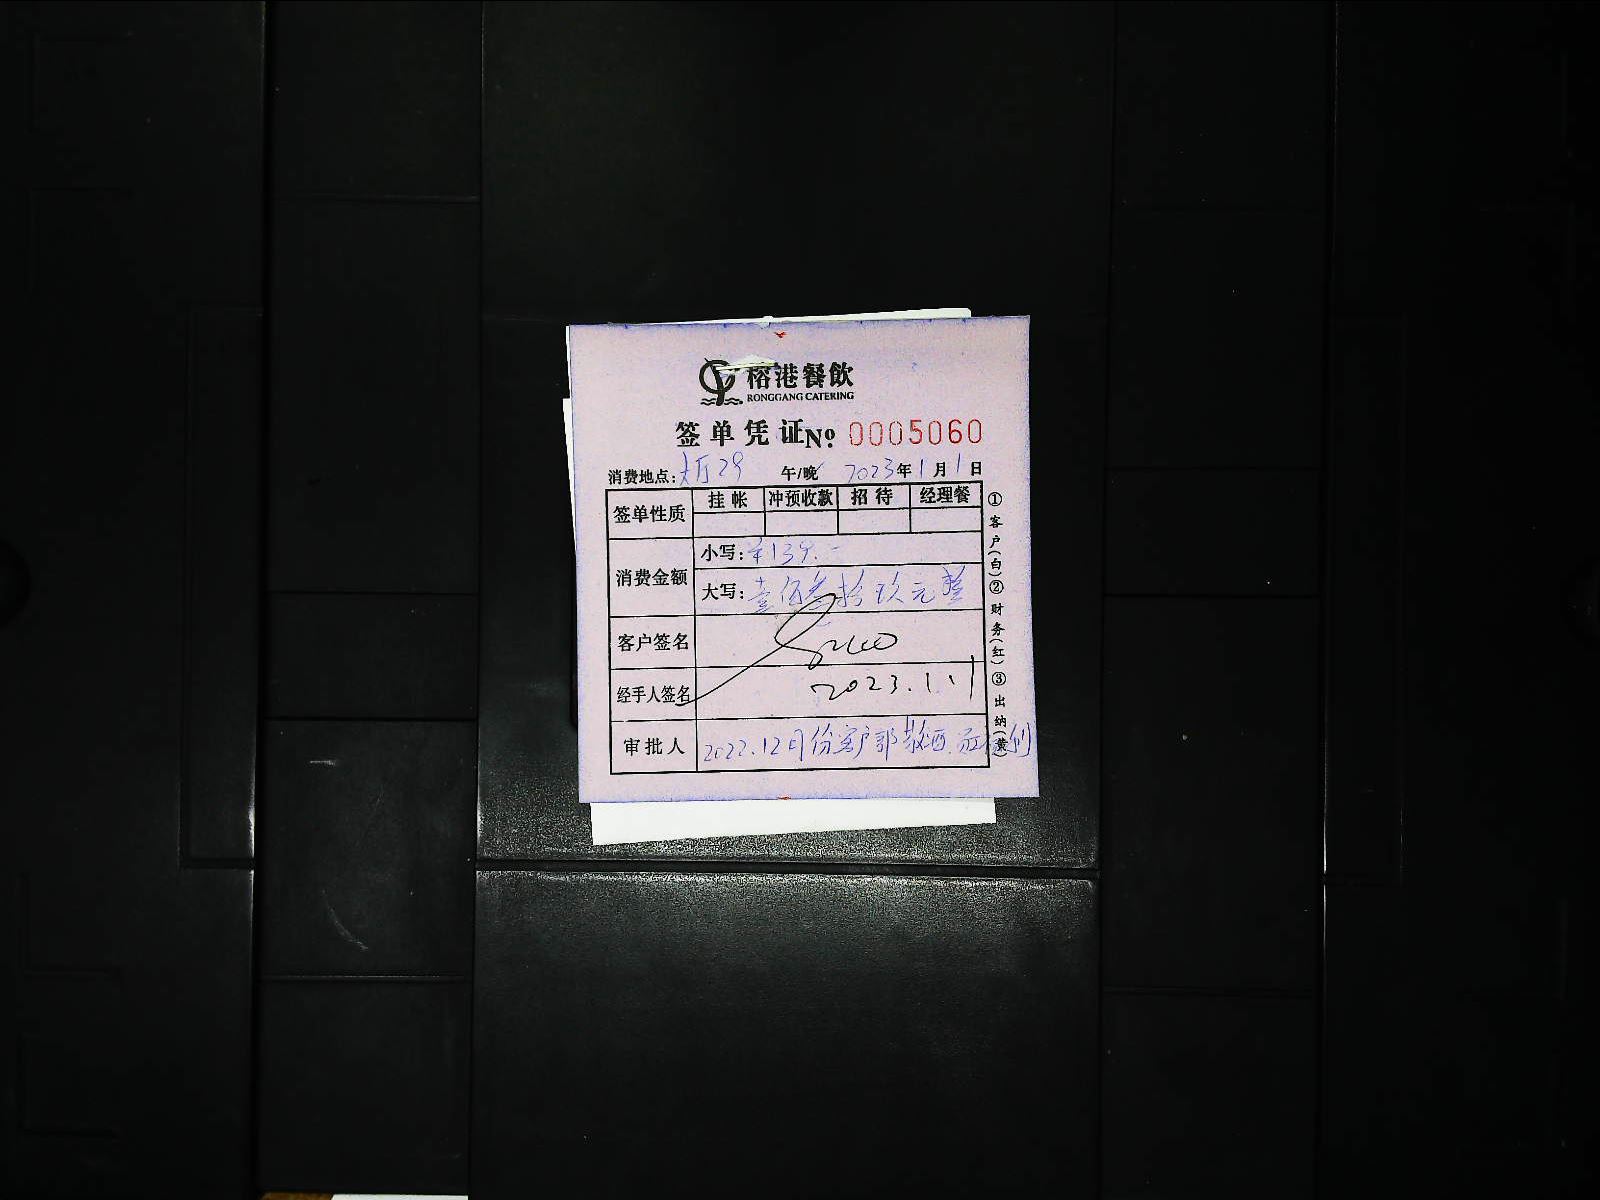 榕港餐飲
RONGGANG CATERING
签单凭证 № 0005060
消费地点: 大厅29 午/晚 2023年1月1日
签单性质 挂帐 冲预收款 招待 经理餐
消费金额 小写: ¥139.-
大写: 壹佰叁拾玖元整
客户签名
经手人签名 2023.1.1
审批人 2022.12月份客户部敬酒
①客户(白)②财务(红)③出纳(黄)